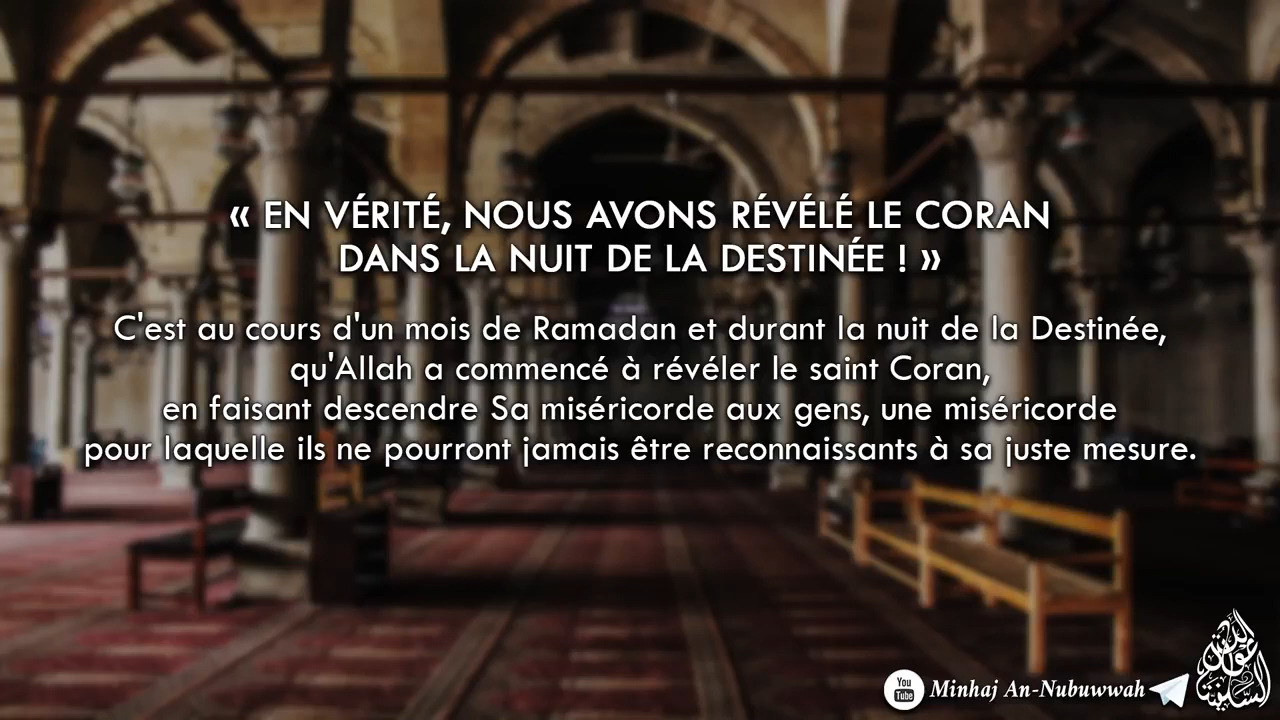 « EN VÉRITÉ, NOUS AVONS RÉVÉLÉ LE CORAN
DANS LA NUIT DE LA DESTINÉE ! »
C'est au cours d'un mois de Ramadan et durant la nuit de la Destinée,
qu'Allah a commencé à révéler le saint Coran,
en faisant descendre Sa miséricorde aux gens, une miséricorde
pour laquelle ils ne pourront jamais être reconnaissants à sa juste mesure.
You
Tube
Minhaj An-Nubuwwah